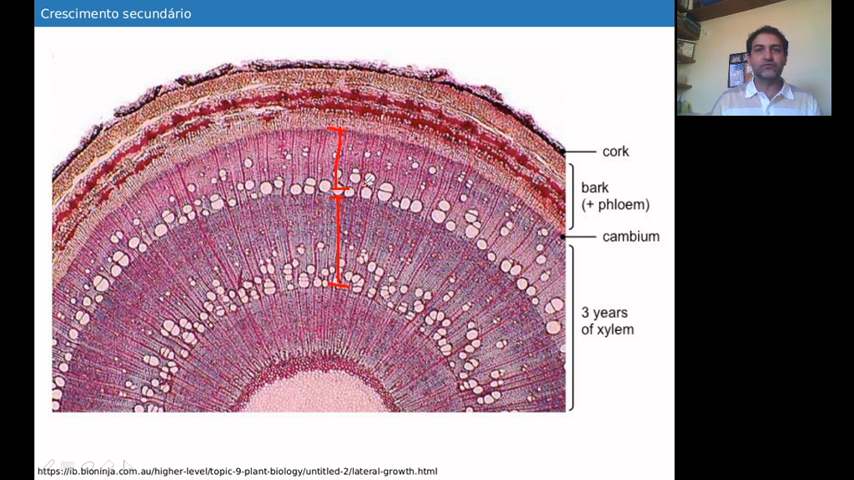 Crescimento secundário
cork
bark
(+ phloem)
cambium
3 years
of xylem
https://ib.bioninja.com.au/higher-level/topic-9-plant-biology/untitled-2/lateral-growth.html